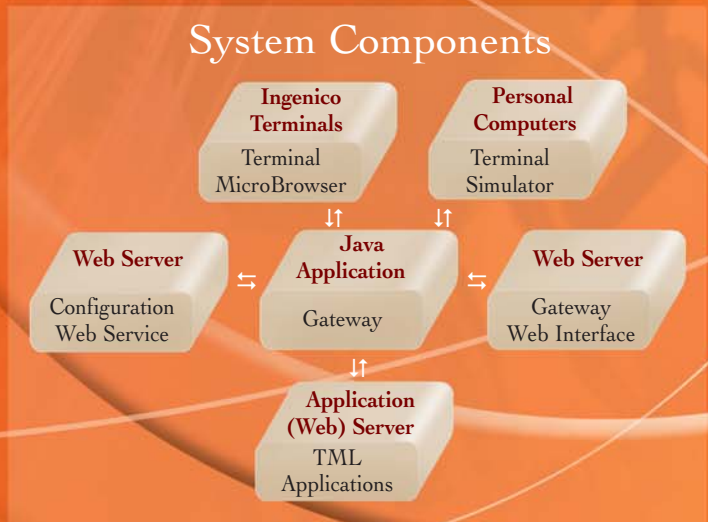 System Components
Ingenico
Terminals
Terminal
MicroBrowser
Personal
Computers
Terminal
Simulator
Web Server
Configuration
Web Service
Java
Application
Gateway
Web Server
Gateway
Web Interface
Application
(Web) Server
TML
Applications